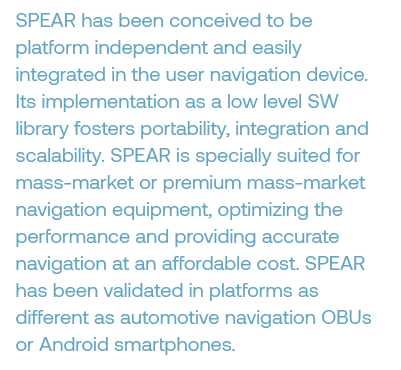 SPEAR has been conceived to be
platform independent and easily
integrated in the user navigation device.
Its implementation as a low level SW
library fosters portability, integration and
scalability. SPEAR is specially suited for
mass-market or premium mass-market
navigation equipment, optimizing the
performance and providing accurate
navigation at an affordable cost. SPEAR
has been validated in platforms as
different as automotive navigation OBUs
or Android smartphones.